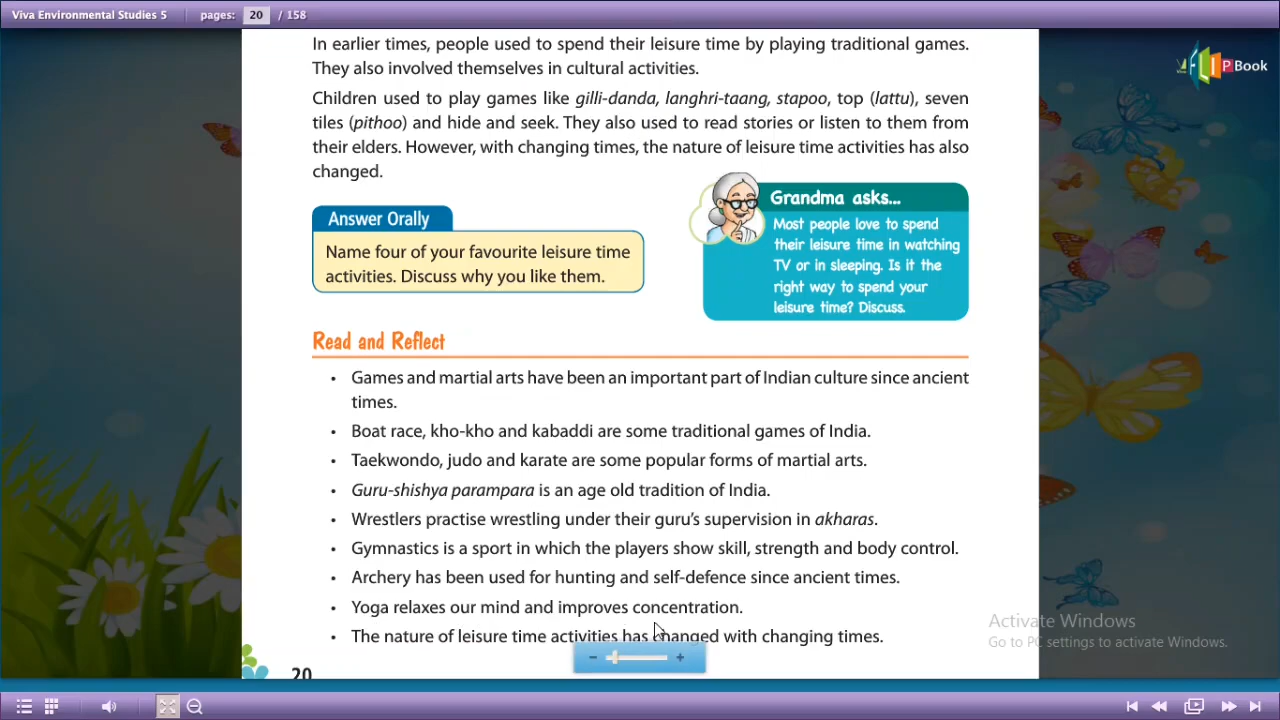 Viva Environmental Studies 5 pages: 20 / 158
In earlier times, people used to spend their leisure time by playing traditional games.
They also involved themselves in cultural activities.
FLIPBook
Children used to play games like gilli-danda, langhri-taang, stapoo, top (lattu), seven
tiles (pithoo) and hide and seek. They also used to read stories or listen to them from
their elders. However, with changing times, the nature of leisure time activities has also
changed.
Answer Orally
Name four of your favourite leisure time
activities. Discuss why you like them.
Grandma asks...
Most people love to spend
their leisure time in watching
TV or in sleeping. Is it the
right way to spend your
leisure time? Discuss.
Read and Reflect
• Games and martial arts have been an important part of Indian culture since ancient
times.
• Boat race, kho-kho and kabaddi are some traditional games of India.
• Taekwondo, judo and karate are some popular forms of martial arts.
• Guru-shishya parampara is an age old tradition of India.
• Wrestlers practise wrestling under their guru's supervision in akharas.
• Gymnastics is a sport in which the players show skill, strength and body control.
• Archery has been used for hunting and self-defence since ancient times.
• Yoga relaxes our mind and improves concentration.
• The nature of leisure time activities has changed with changing times.
Activate Windows
Go to PC settings to activate Windows.
20